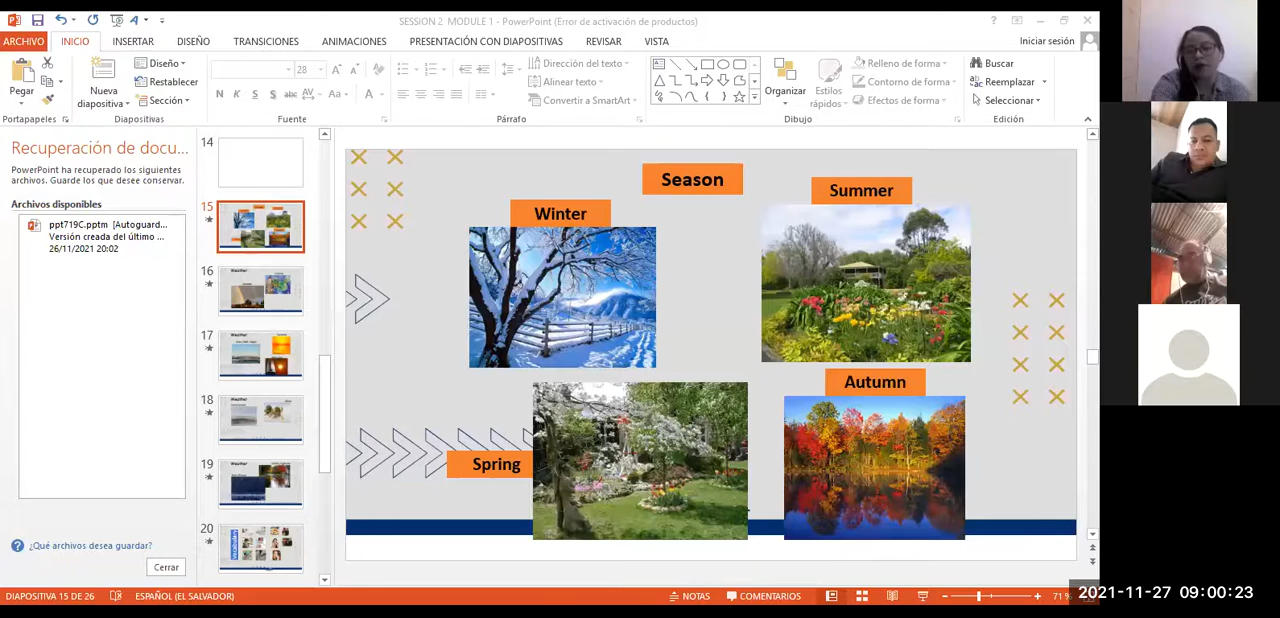 SESSION 2 MODULE 1 - PowerPoint (Error de activación de productos)
ARCHIVO INICIO INSERTAR DISEÑO TRANSICIONES ANIMACIONES PRESENTACIÓN CON DIAPOSITIVAS REVISAR VISTA Iniciar sesión
Pegar
Nueva diapositiva
Diseño
Restablecer
Sección
28
N K S S abc AV Aa A
Dirección del texto
Alinear texto
Convertir a SmartArt
Organizar
Estilos rápidos
Relleno de forma
Contorno de forma
Efectos de forma
Buscar
Reemplazar
Seleccionar
Portapapeles Diapositivas Fuente Párrafo Dibujo Edición
Recuperación de docu...
PowerPoint ha recuperado los siguientes
archivos. Guarde los que desee conservar.
Archivos disponibles
ppt719C.pptm [Autoguard...
Versión creada del último ...
26/11/2021 20:02
¿Qué archivos desea guardar?
Cerrar
14
15
16
17
18
19
20
Season
Winter
Summer
Spring
Autumn
DIAPOSITIVA 15 DE 26 ESPAÑOL (EL SALVADOR) NOTAS COMENTARIOS 71 %
2021-11-27 09:00:23